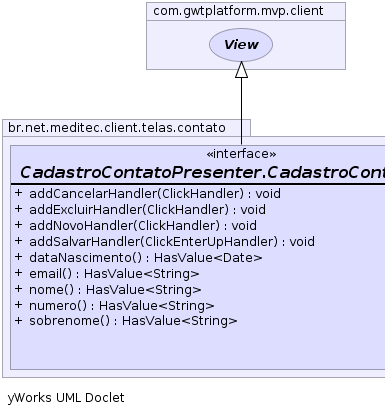 com.gwtplatform.mvp.client
View
br.net.meditec.client.telas.contato
«interface»
CadastroContatoPresenter.CadastroCont
+ addCancelarHandler(ClickHandler) : void
+ addExcluirHandler(ClickHandler) : void
+ addNovoHandler(ClickHandler) : void
+ addSalvarHandler(ClickEnterUpHandler) : void
+ dataNascimento() : HasValue<Date>
+ email() : HasValue<String>
+ nome() : HasValue<String>
+ numero() : HasValue<String>
+ sobrenome() : HasValue<String>
yWorks UML Doclet